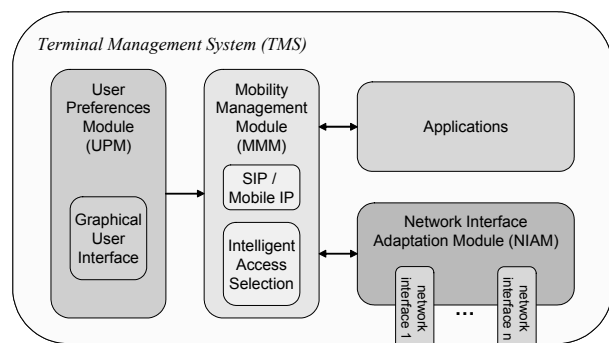 Terminal Management System (TMS)
User
Preferences
Module
(UPM)
Graphical
User
Interface
Mobility
Management
Module
(MMM)
SIP /
Mobile IP
Intelligent
Access
Selection
Applications
Network Interface
Adaptation Module (NIAM)
network
interface 1
...
network
interface n